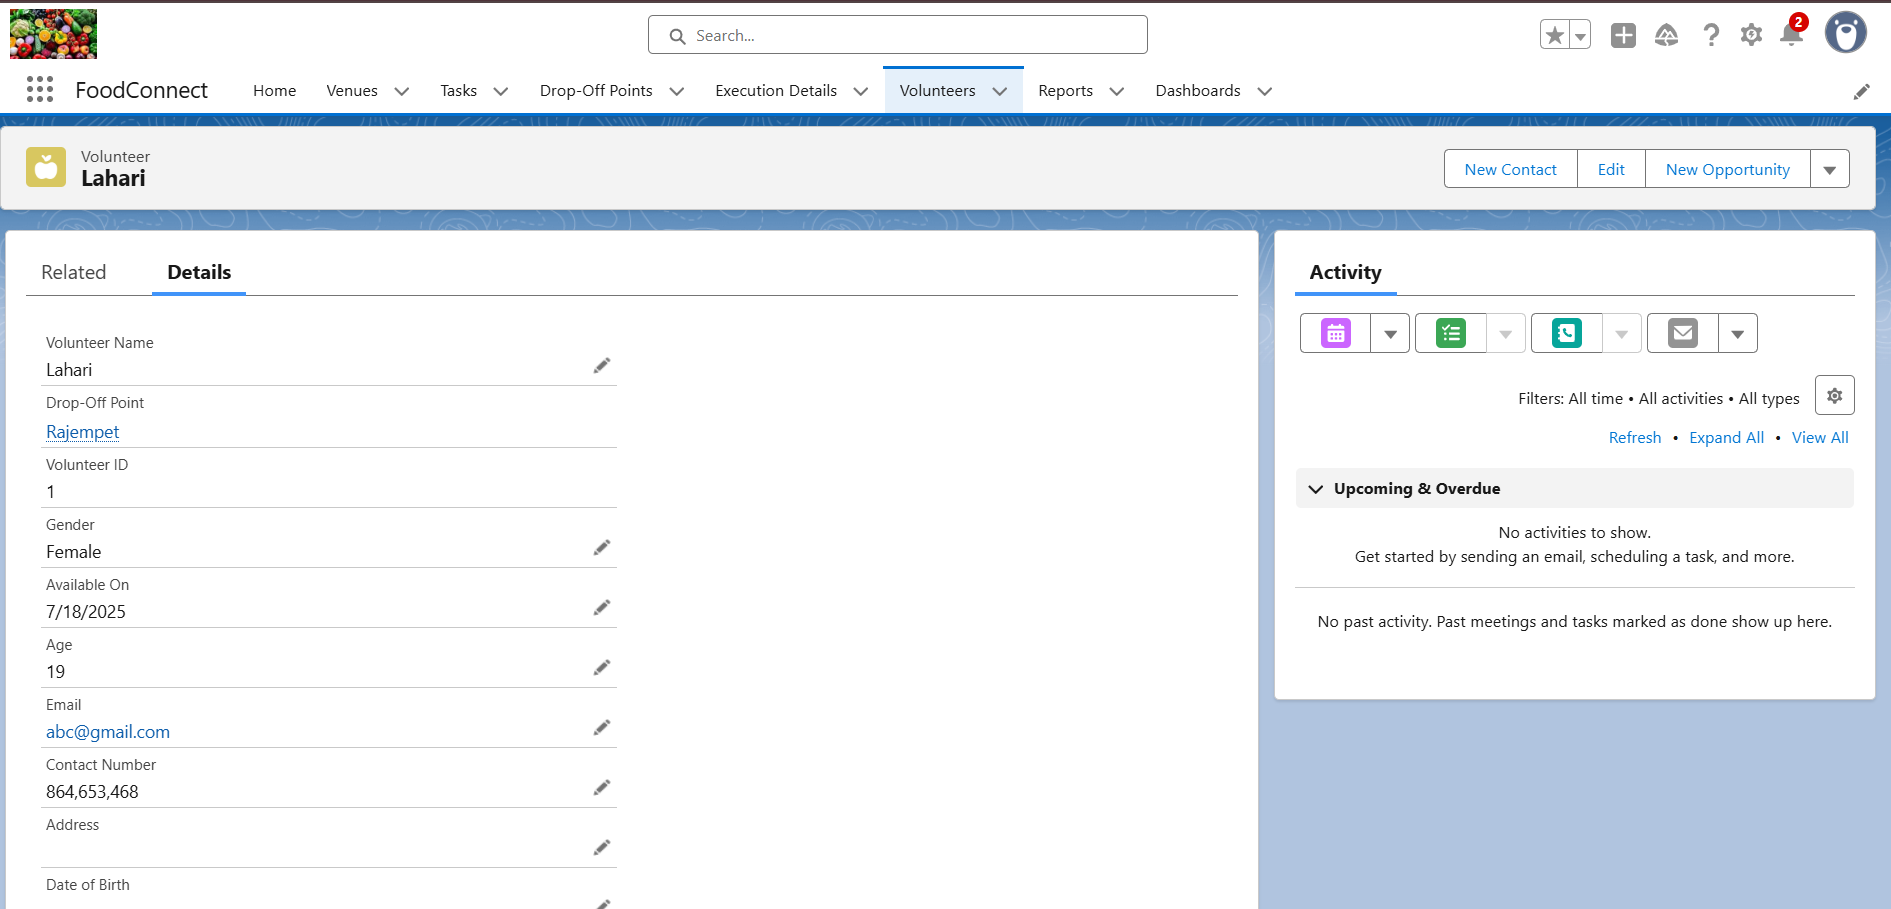 Search...
2
FoodConnect Home Venues Tasks Drop-Off Points Execution Details Volunteers Reports Dashboards
Volunteer
Lahari
New Contact Edit New Opportunity
Related Details
Volunteer Name
Lahari
Drop-Off Point
Rajempet
Volunteer ID
1
Gender
Female
Available On
7/18/2025
Age
19
Email
abc@gmail.com
Contact Number
864,653,468
Address
Date of Birth
Activity
Filters: All time • All activities • All types
Refresh • Expand All • View All
Upcoming & Overdue
No activities to show.
Get started by sending an email, scheduling a task, and more.
No past activity. Past meetings and tasks marked as done show up here.